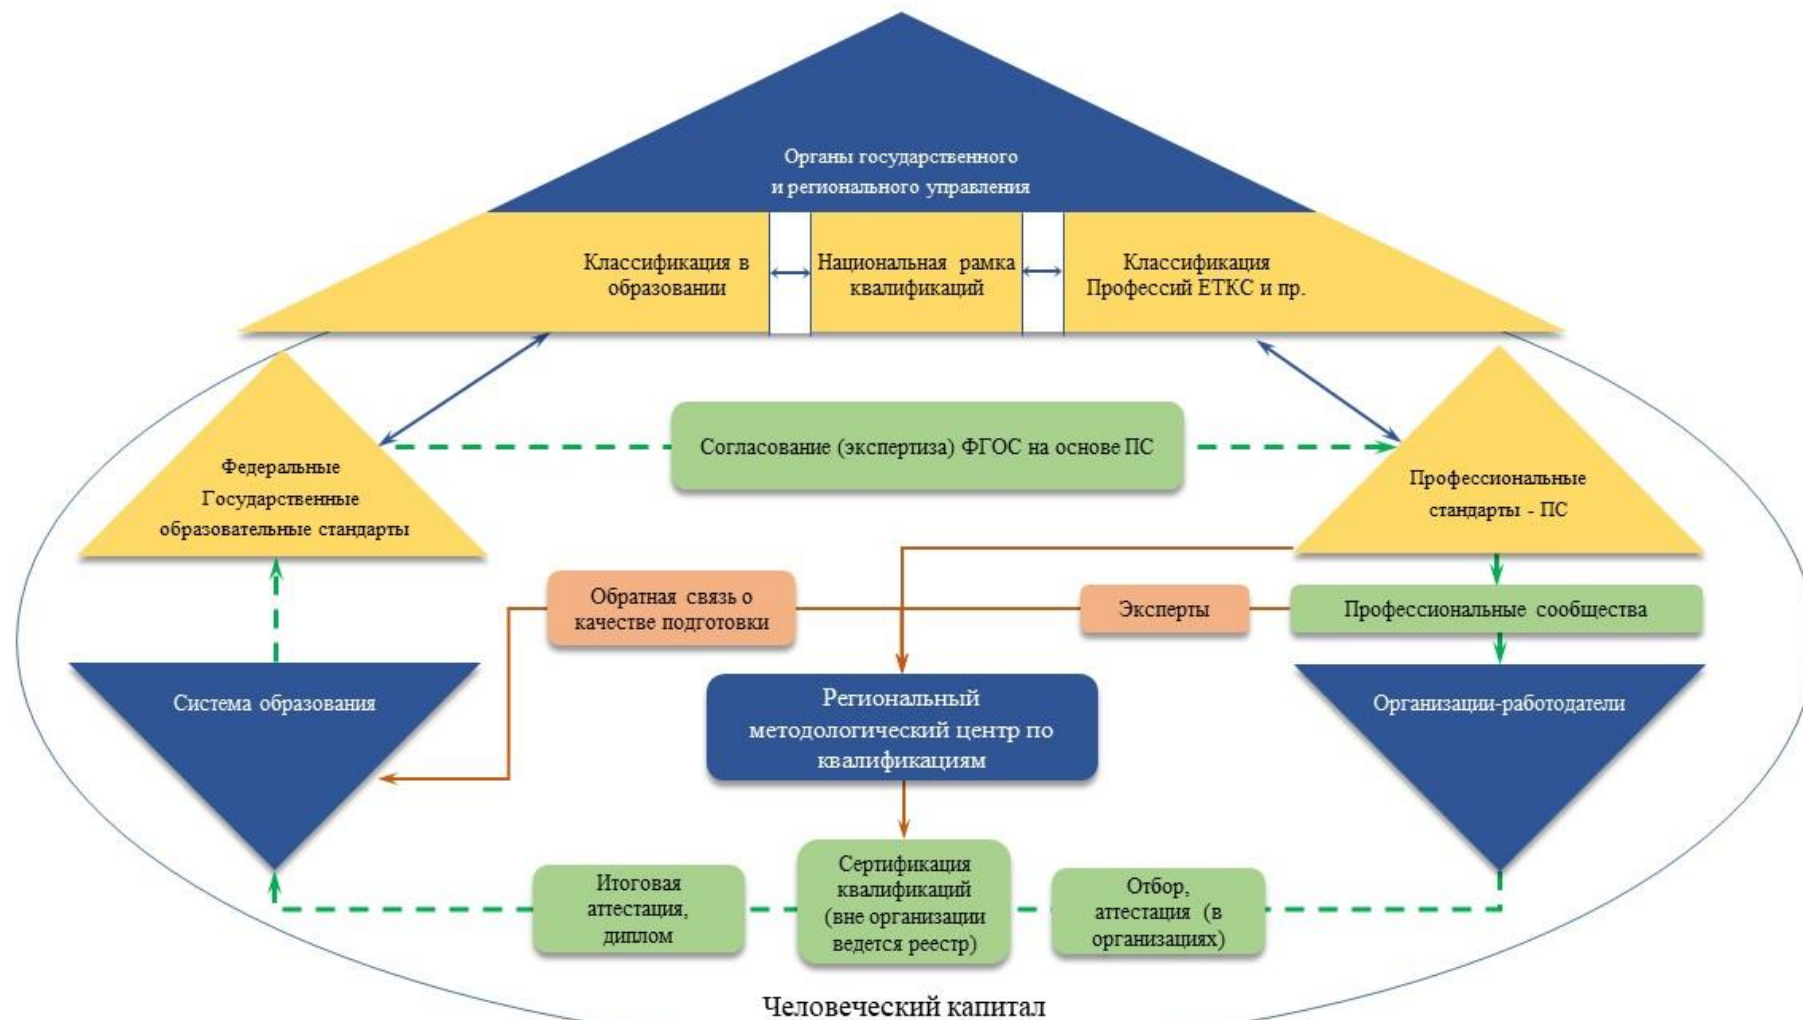 Органы государственного
и регионального управления
Классификация в
образовании
Национальная рамка
квалификаций
Классификация
Профессий ЕТКС и пр.
Согласование (экспертиза) ФГОС на основе ПС
Федеральные
Государственные
образовательные стандарты
Профессиональные
стандарты - ПС
Обратная связь о
качестве подготовки
Эксперты
Профессиональные сообщества
Система образования
Региональный
методологический центр по
квалификациям
Организации-работодатели
Итоговая
аттестация,
диплом
Сертификация
квалификаций
(вне организации
ведется реестр)
Отбор,
аттестация (в
организациях)
Человеческий капитал